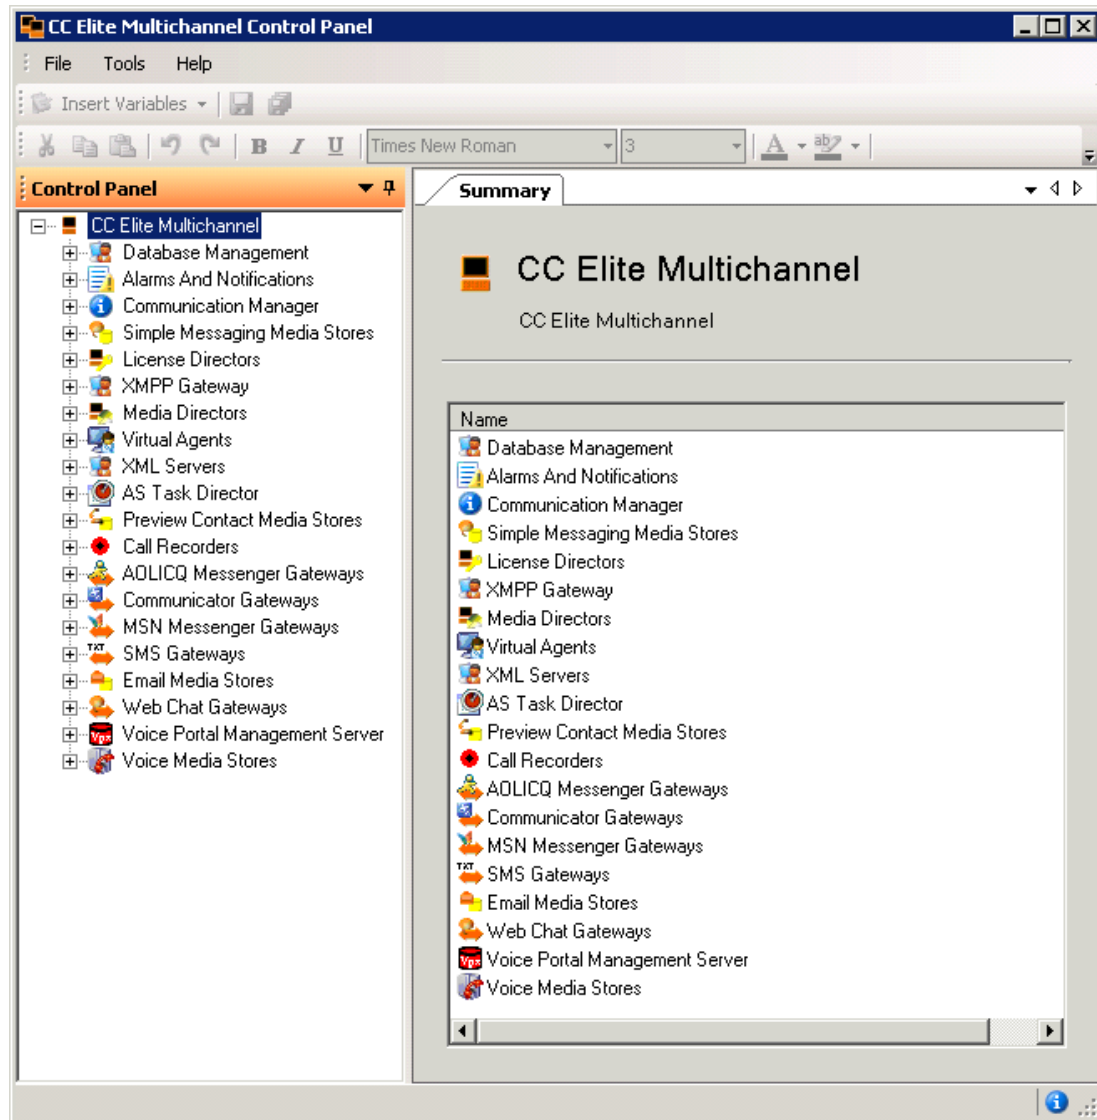 CC Elite Multichannel Control Panel
File Tools Help
Insert Variables
B I U Times New Roman 3 A ab
Control Panel
Summary
CC Elite Multichannel
Database Management
Alarms And Notifications
Communication Manager
Simple Messaging Media Stores
License Directors
XMPP Gateway
Media Directors
Virtual Agents
XML Servers
AS Task Director
Preview Contact Media Stores
Call Recorders
AOLICQ Messenger Gateways
Communicator Gateways
MSN Messenger Gateways
TXT
SMS Gateways
Email Media Stores
Web Chat Gateways
Vpx
Voice Portal Management Server
Voice Media Stores
CC Elite Multichannel
CC Elite Multichannel
Name
Database Management
Alarms And Notifications
Communication Manager
Simple Messaging Media Stores
License Directors
XMPP Gateway
Media Directors
Virtual Agents
XML Servers
AS Task Director
Preview Contact Media Stores
Call Recorders
AOLICQ Messenger Gateways
Communicator Gateways
MSN Messenger Gateways
TXT
SMS Gateways
Email Media Stores
Web Chat Gateways
Vpx
Voice Portal Management Server
Voice Media Stores